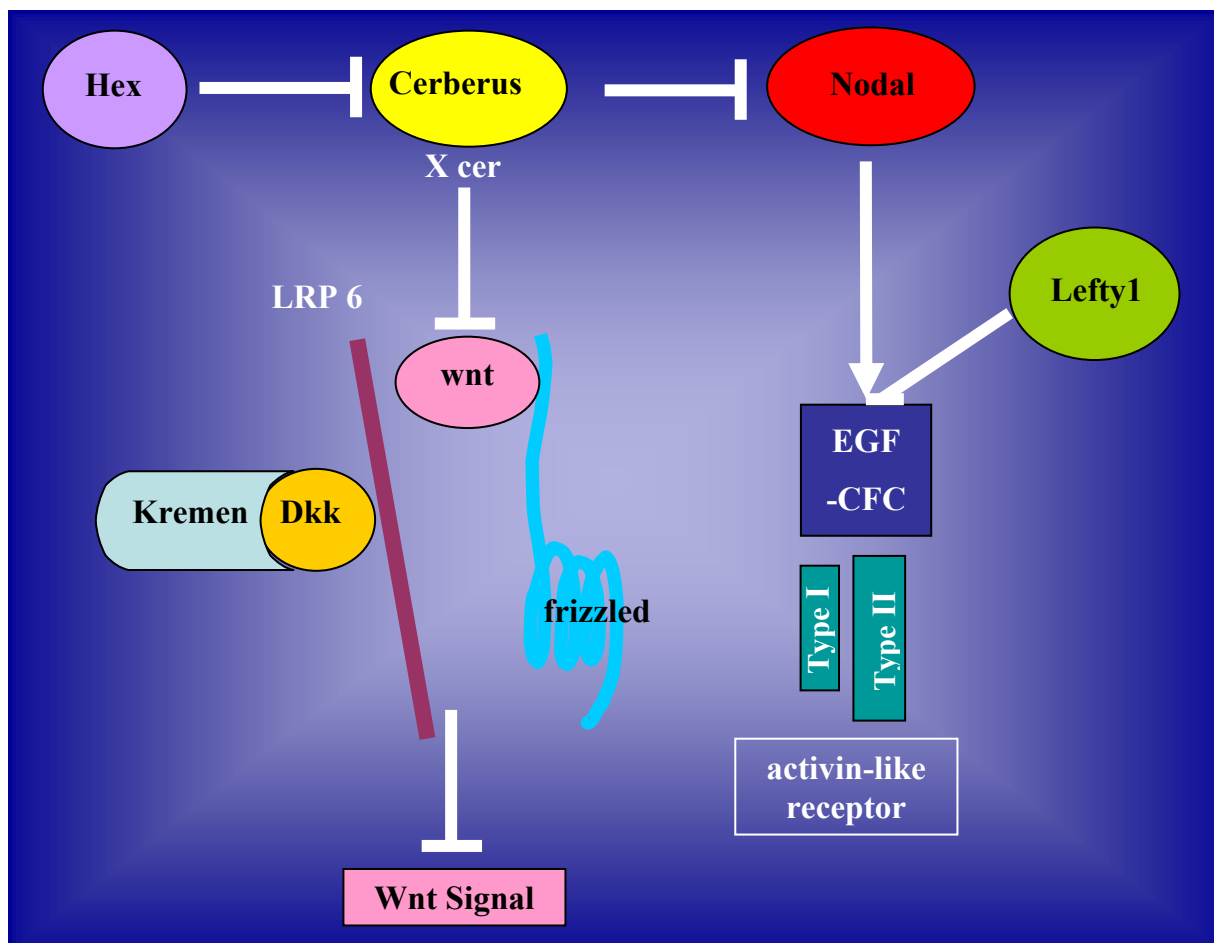 Hex
Cerberus
Nodal
X cer
LRP 6
Lefty1
wnt
EGF
-CFC
Kremen
Dkk
frizzled
Type I
Type II
activin-like
receptor
Wnt Signal